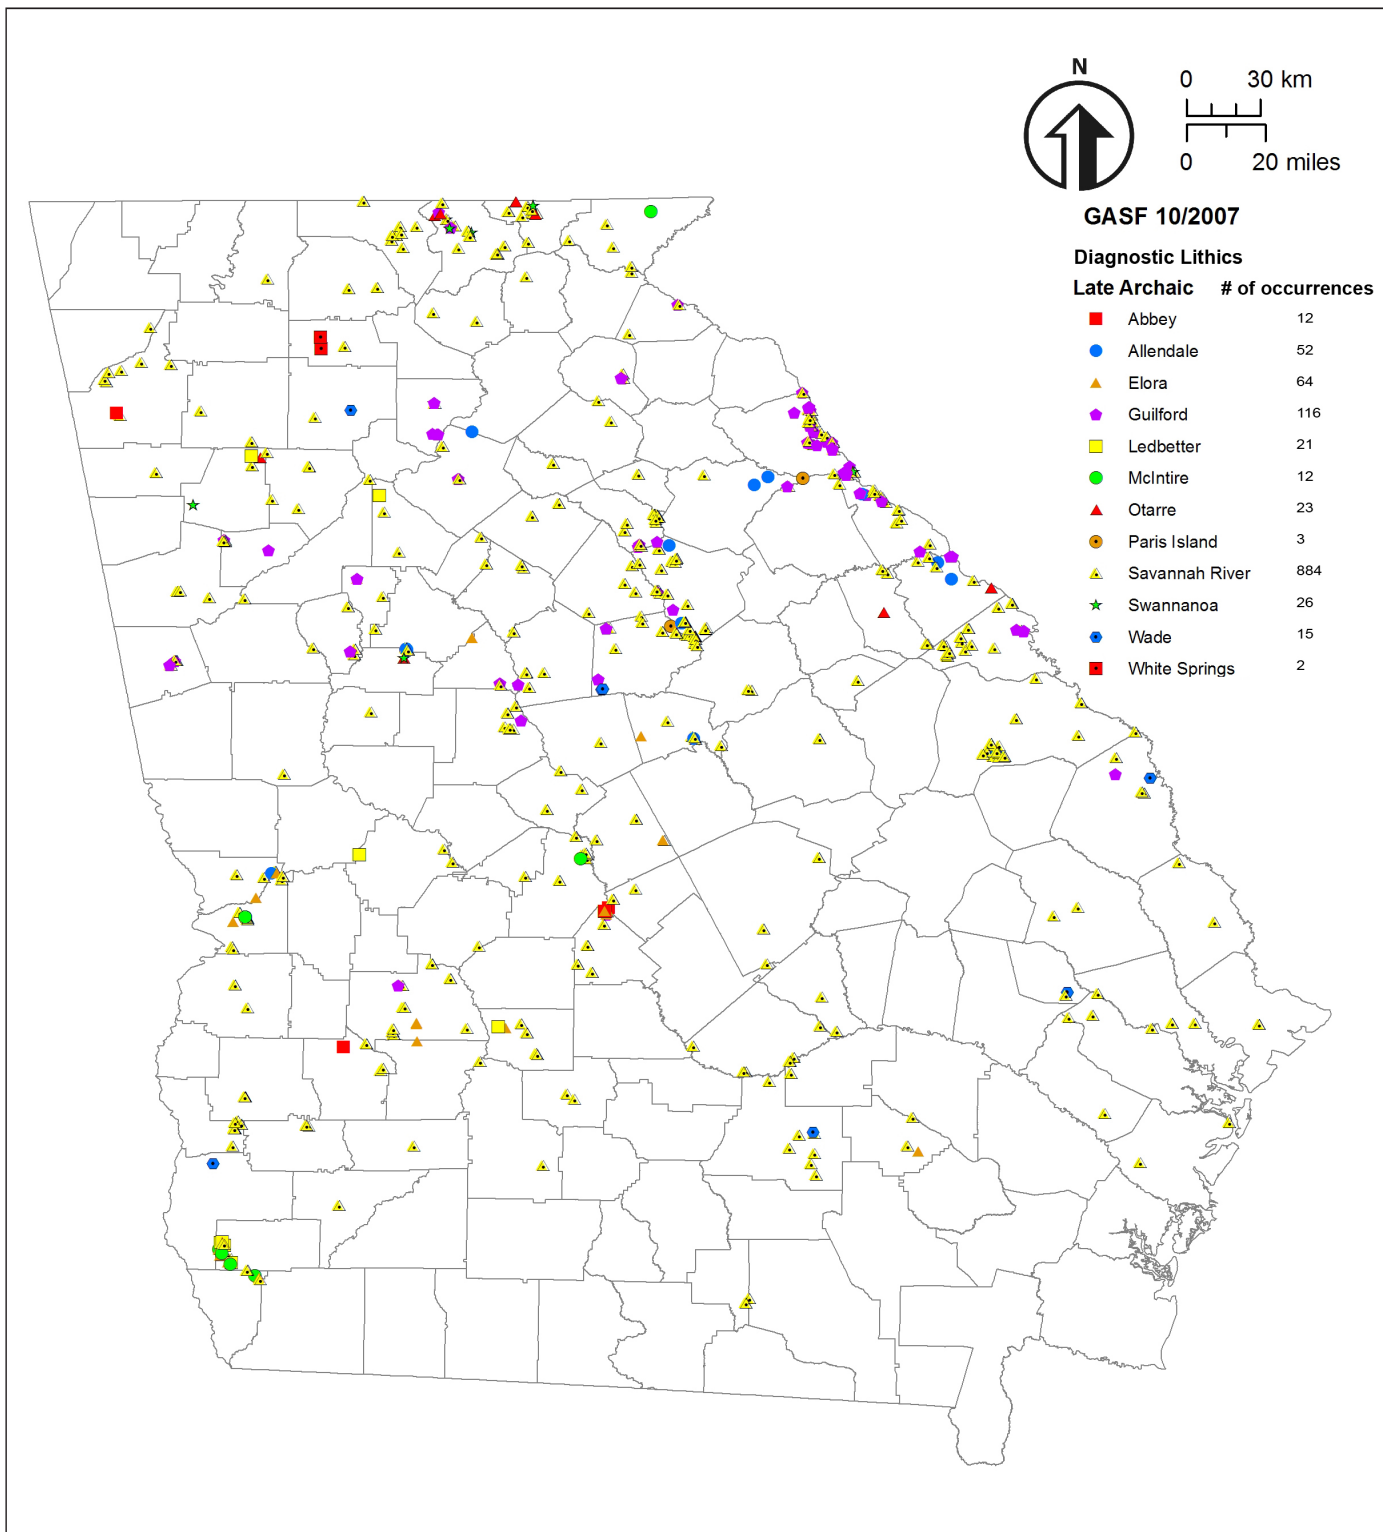 N
0 30 km
0 20 miles
GASF 10/2007
Diagnostic Lithics
Late Archaic # of occurrences
Abbey 12
Allendale 52
Elora 64
Guilford 116
Ledbetter 21
McIntire 12
Otarre 23
Paris Island 3
Savannah River 884
Swannanoa 26
Wade 15
White Springs 2